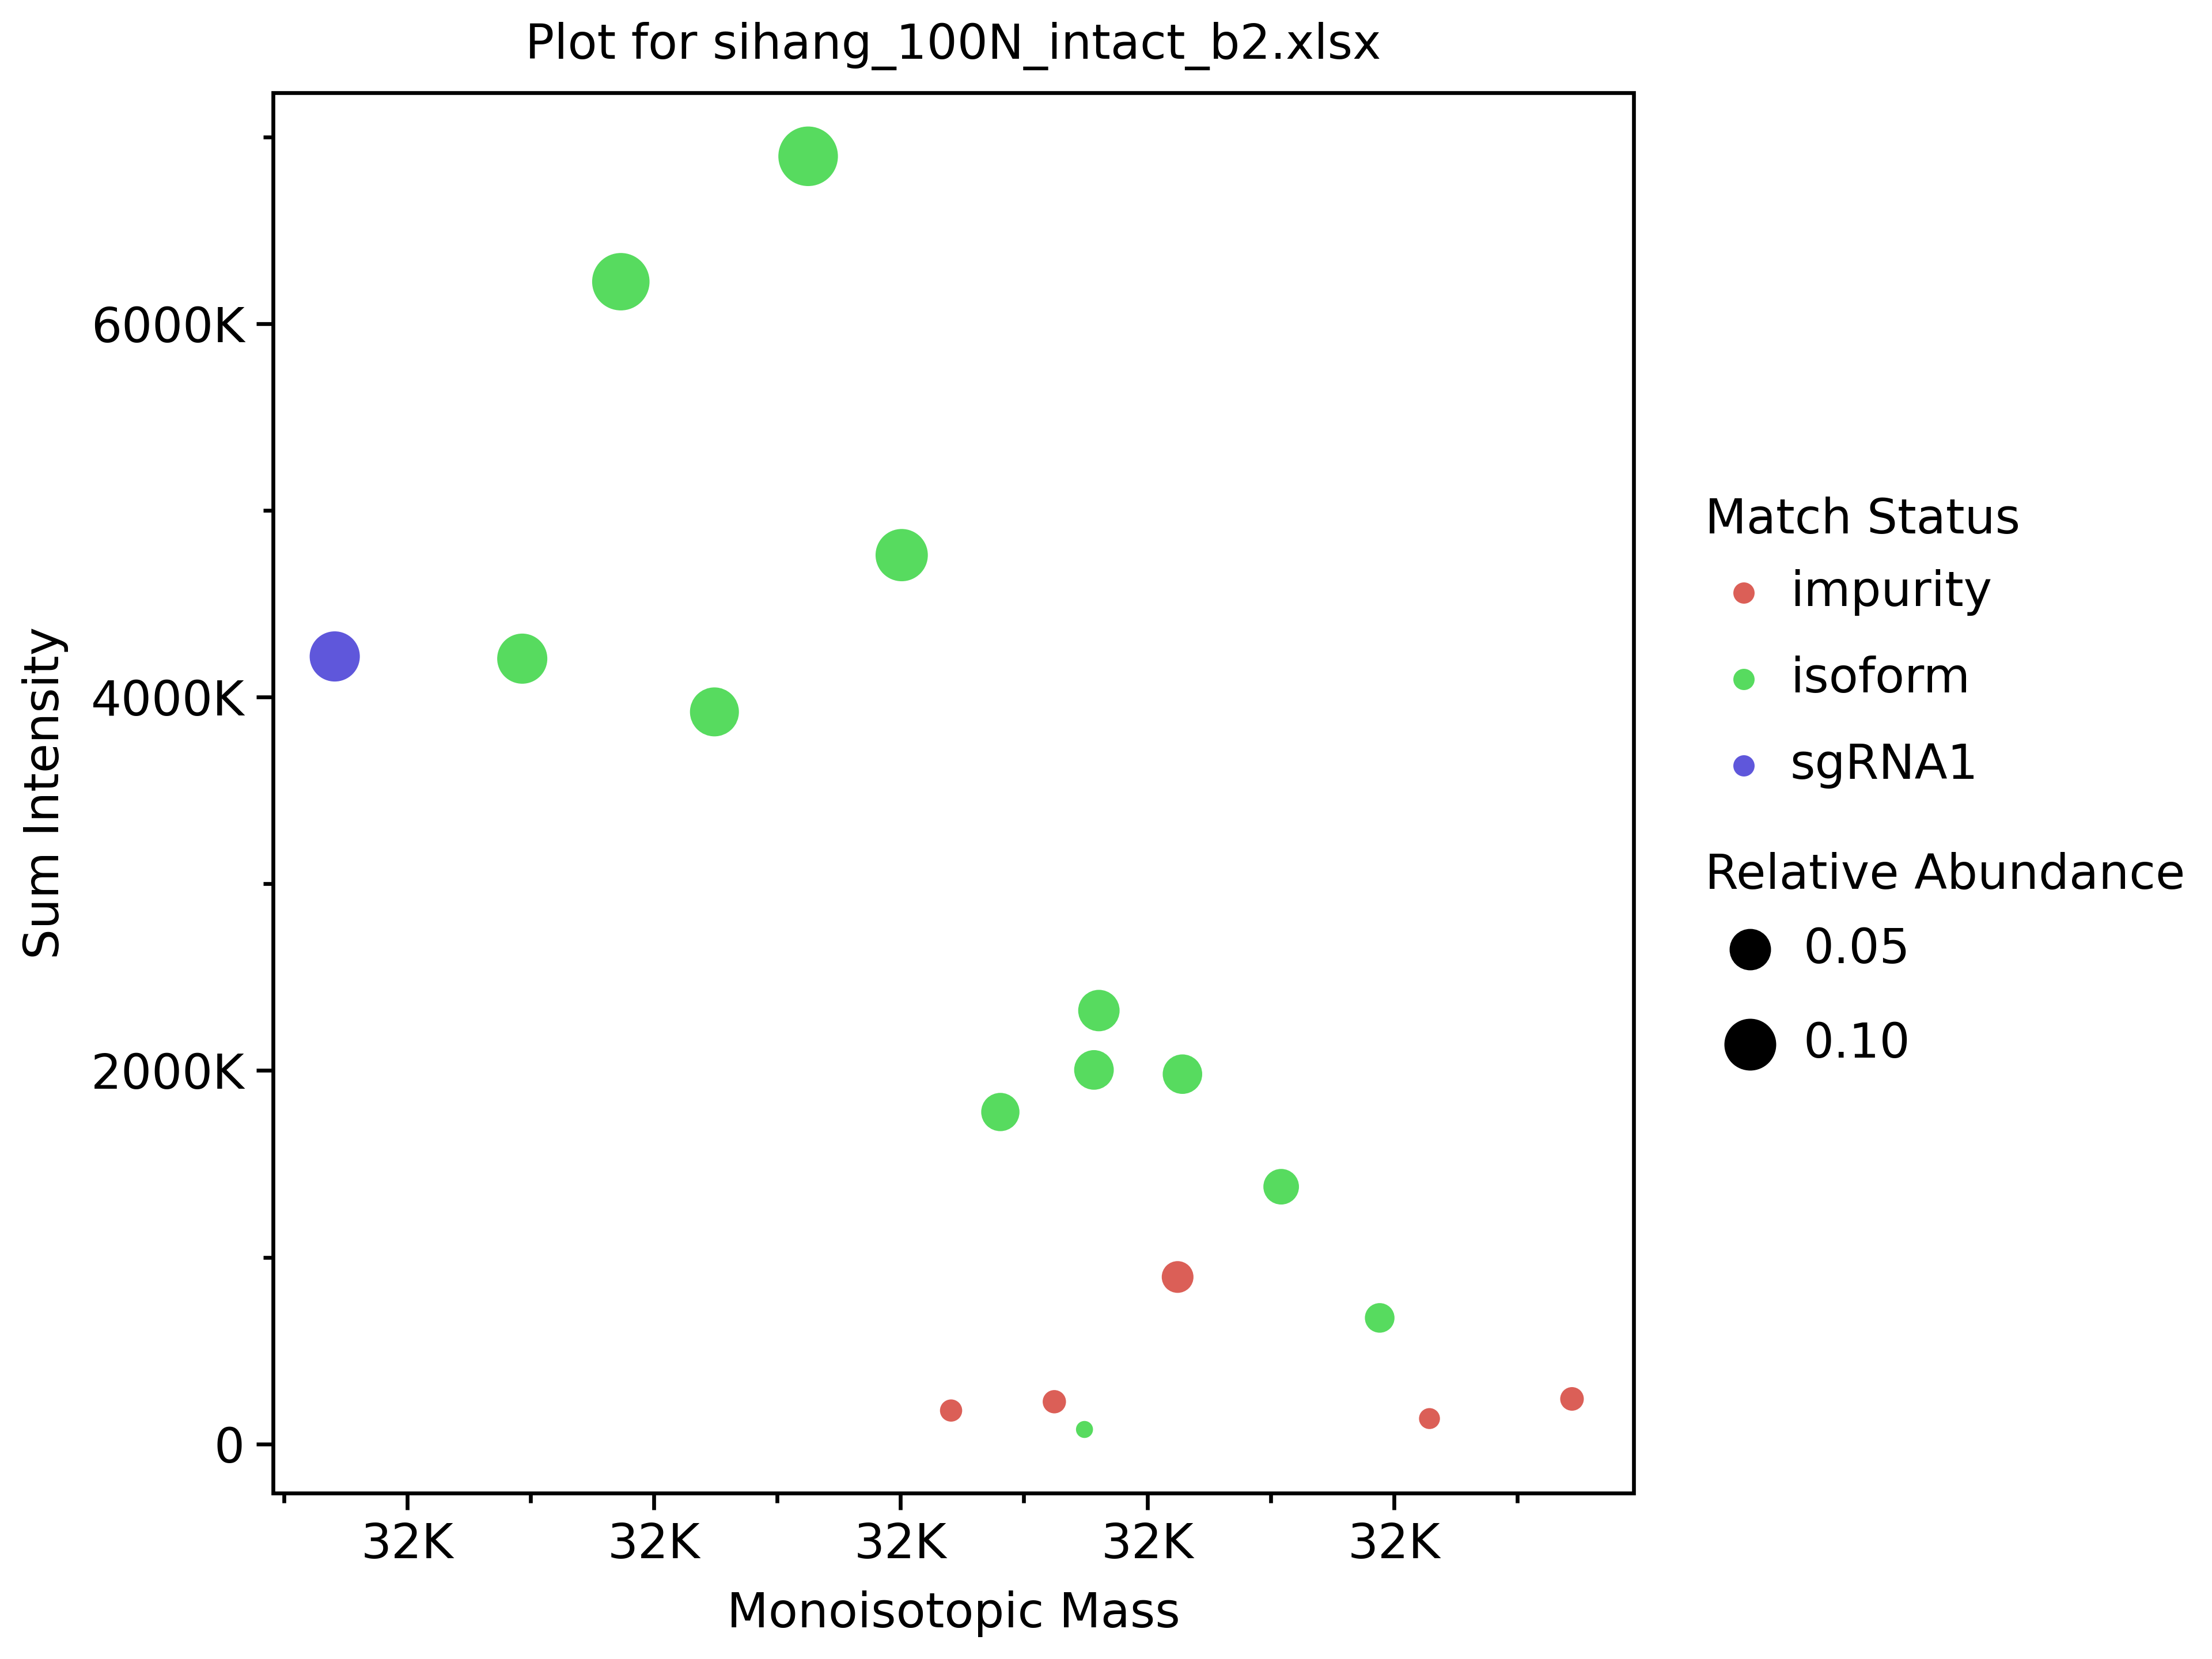 Plot for sihang_100N_intact_b2.xlsx
6000K
4000K
2000K
0
Sum Intensity
32K 32K 32K 32K 32K
Monoisotopic Mass
Match Status
impurity
isoform
sgRNA1
Relative Abundance
0.05
0.10